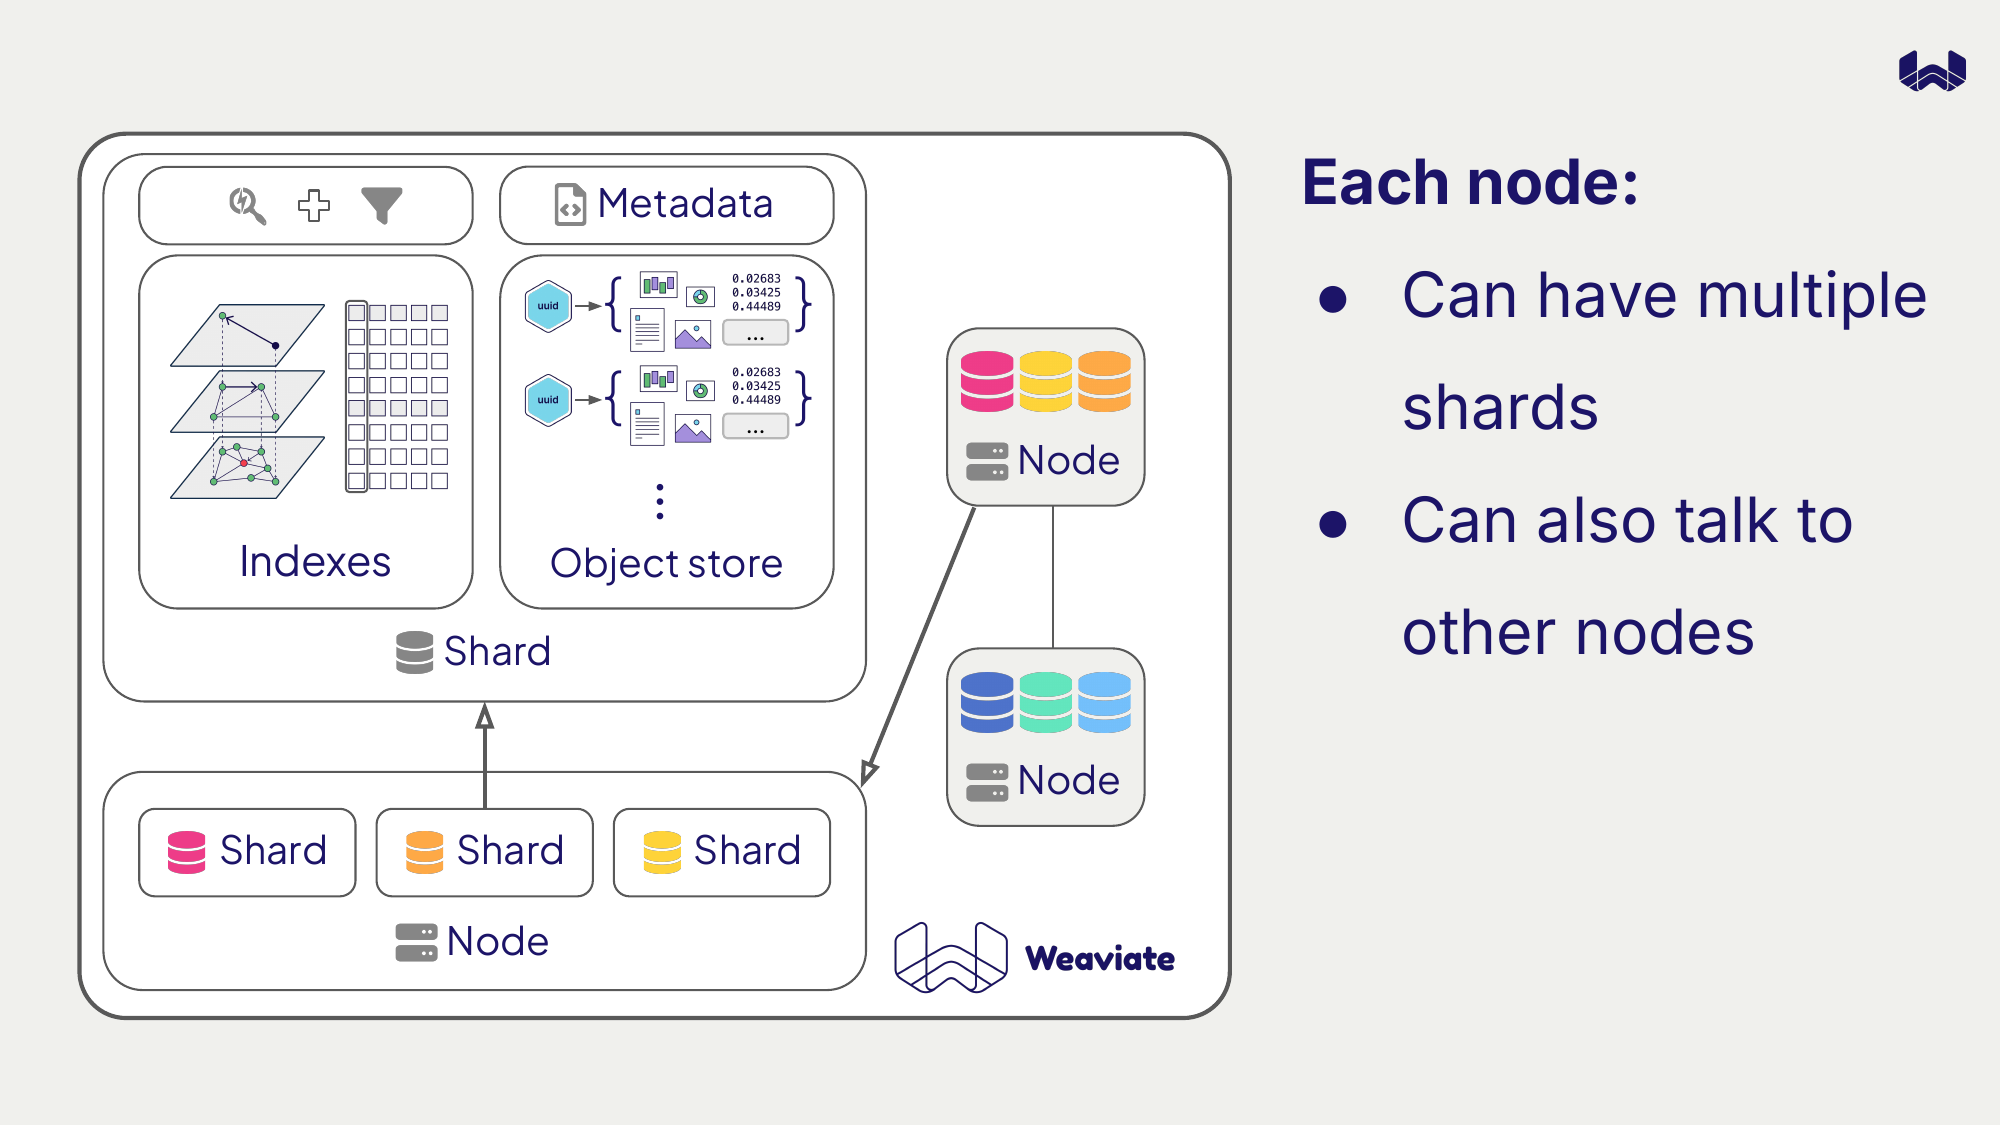 Metadata
uuid
0.02683
0.03425
0.44489
...
uuid
0.02683
0.03425
0.44489
...
Indexes
Object store
Shard
Shard
Shard
Shard
Node
Node
Node
Weaviate
Each node:
● Can have multiple
shards
● Can also talk to
other nodes